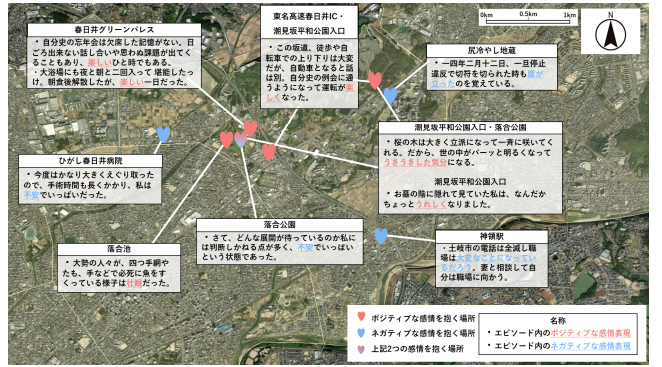 春日井グリーンパレス
・自分史の忘年会は欠席した記憶がない。日
ごろ出来ない話し合いや思わぬ課題が出てく
ることもあり、楽しいひと時でもある。
・大浴場にも夜と朝と二回入って 堪能したっ
け。朝食後解散したが、楽しい一日だった。
東名高速春日井IC・
潮見坂平和公園入口
・この坂道、徒歩や自
転車での上り下りは大変
だが、自動車となると話
は別。自分史の例会に通
うようになって運転が楽
しくなった。
0km 0.5km 1km
N
尻冷やし地蔵
・一四年二月十二日、一旦停止
違反で切符を切られた時も腹が
立ったのを覚えている。
潮見坂平和公園入口・落合公園
・桜の木は大きく立派になって一斉に咲いてく
れる。だから、世の中がパーッと明るくなって
うきうきした気分になる。
潮見坂平和公園入口
・お墓の陰に隠れて見ていた私は、なんだか
ちょっとうれしくなりました。
ひがし春日井病院
・今度はかなり大きくえぐり取った
ので、手術時間も長くかかり、私は
不安でいっぱいだった。
落合公園
・さて、どんな展開が待っているのか私に
は判断しかねる点が多く、不安でいっぱい
という状態であった。
神領駅
・土岐市の電話は全滅し職
場は大変なことになってい
るだろう。妻と相談して自
分は職場に向かう。
落合池
・大勢の人々が、四つ手網や
たも、手などで必死に魚をす
くっている様子は壮観だった。
ポジティブな感情を抱く場所
ネガティブな感情を抱く場所
上記2つの感情を抱く場所
名称
・エピソード内のポジティブな感情表現
・エピソード内のネガティブな感情表現